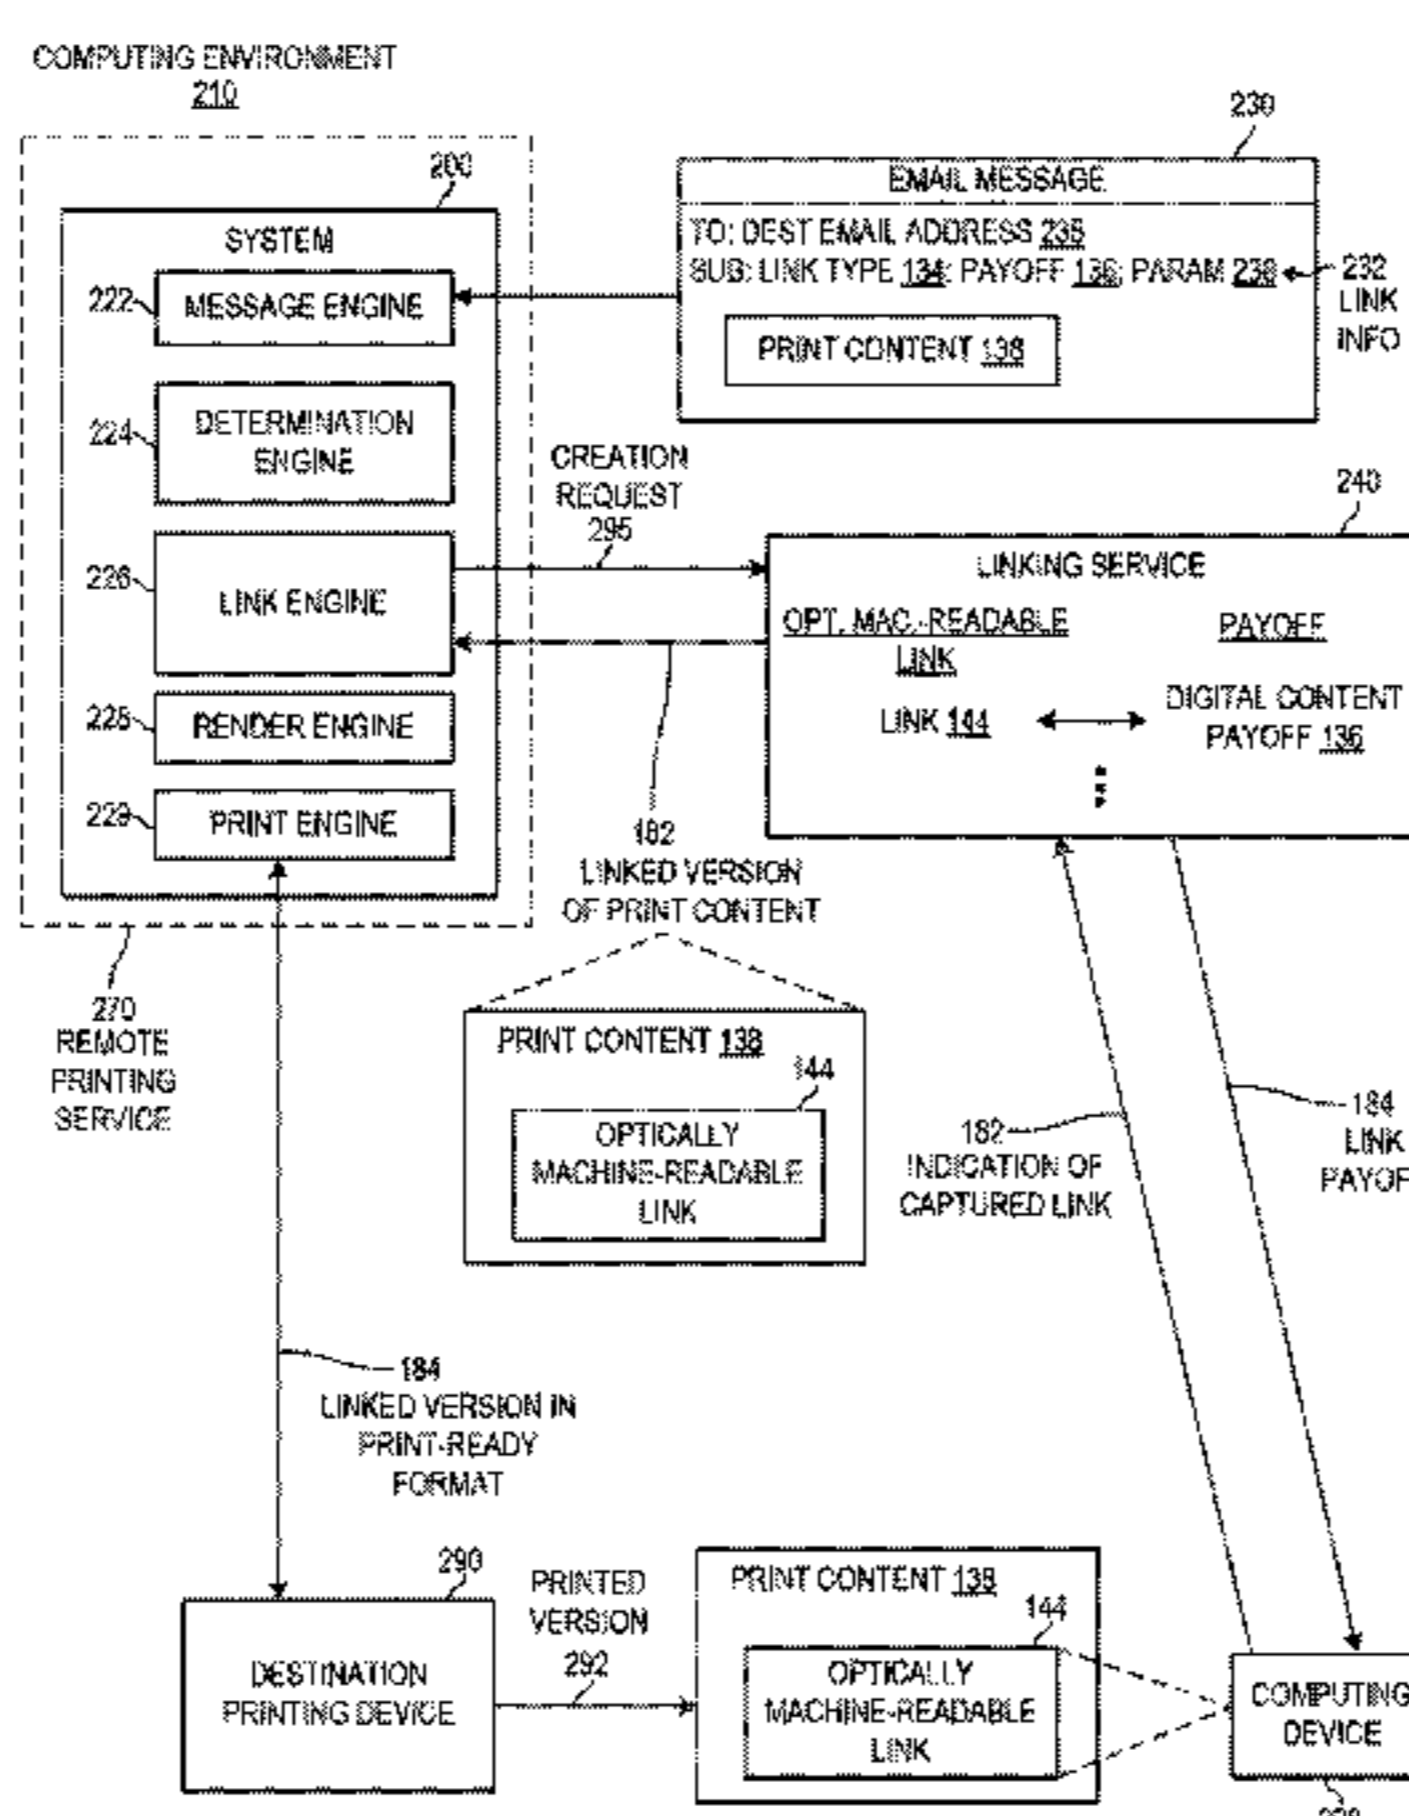 COMPUTING ENVIRONMENT
210
200
SYSTEM
222
MESSAGE ENGINE
224
DETERMINATION
ENGINE
226
LINK ENGINE
228
RENDER ENGINE
229
PRINT ENGINE
270
REMOTE
PRINTING
SERVICE
230
EMAIL MESSAGE
TO: DEST EMAIL ADDRESS 235
SUB: LINK TYPE 134; PAYOFF 136; PARAM 238
232
LINK
INFO
PRINT CONTENT 138
CREATION
REQUEST
295
240
LINKING SERVICE
OPT. MAC.-READABLE
LINK
PAYOFF
LINK 144
DIGITAL CONTENT
PAYOFF 136
182
LINKED VERSION
OF PRINT CONTENT
PRINT CONTENT 138
144
OPTICALLY
MACHINE-READABLE
LINK
182
INDICATION OF
CAPTURED LINK
184
LINK
PAYOF
184
LINKED VERSION IN
PRINT-READY
FORMAT
290
DESTINATION
PRINTING DEVICE
PRINTED
VERSION
292
PRINT CONTENT 138
144
OPTICALLY
MACHINE-READABLE
LINK
COMPUTING
DEVICE